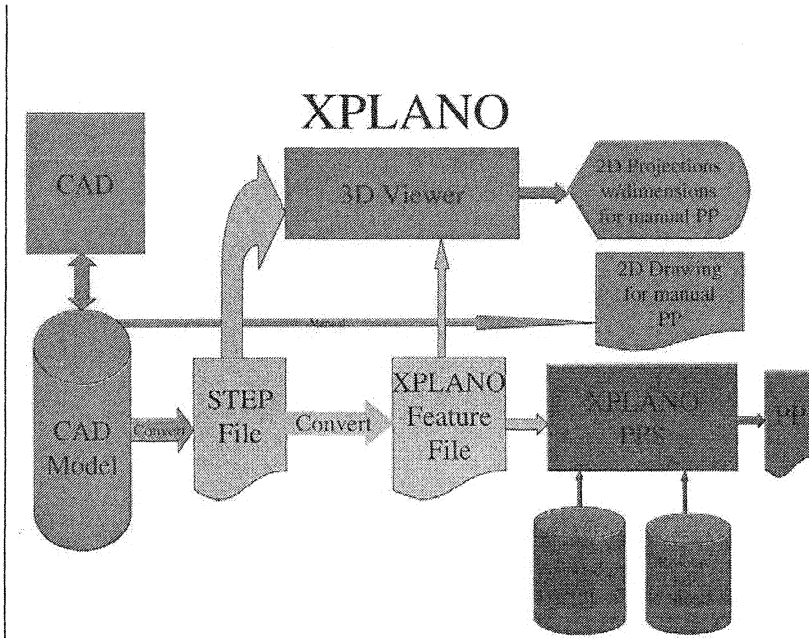 XPLANO
CAD
3D Viewer
2D Projections
w/dimensions
for manual PP
2D Drawing
for manual
PP
Manual
CAD
Model
Convert
STEP
File
Convert
XPLANO
Feature
File
XPLANO
PPS
PP